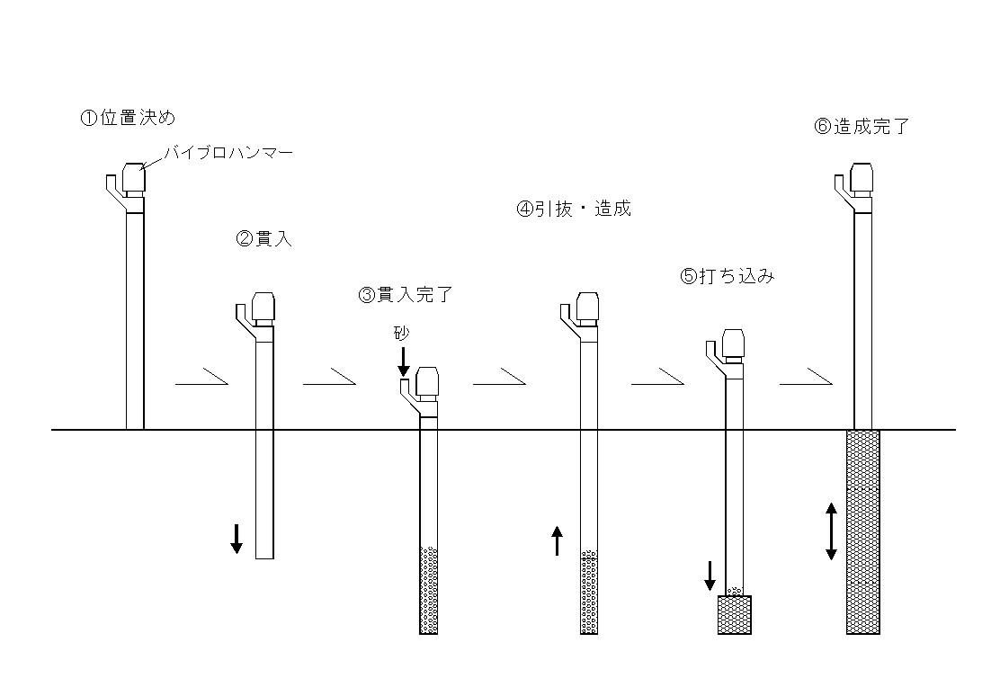 ①位置決め
バイブロハンマー
②貫入
③貫入完了
砂
④引抜・造成
⑤打ち込み
⑥造成完了